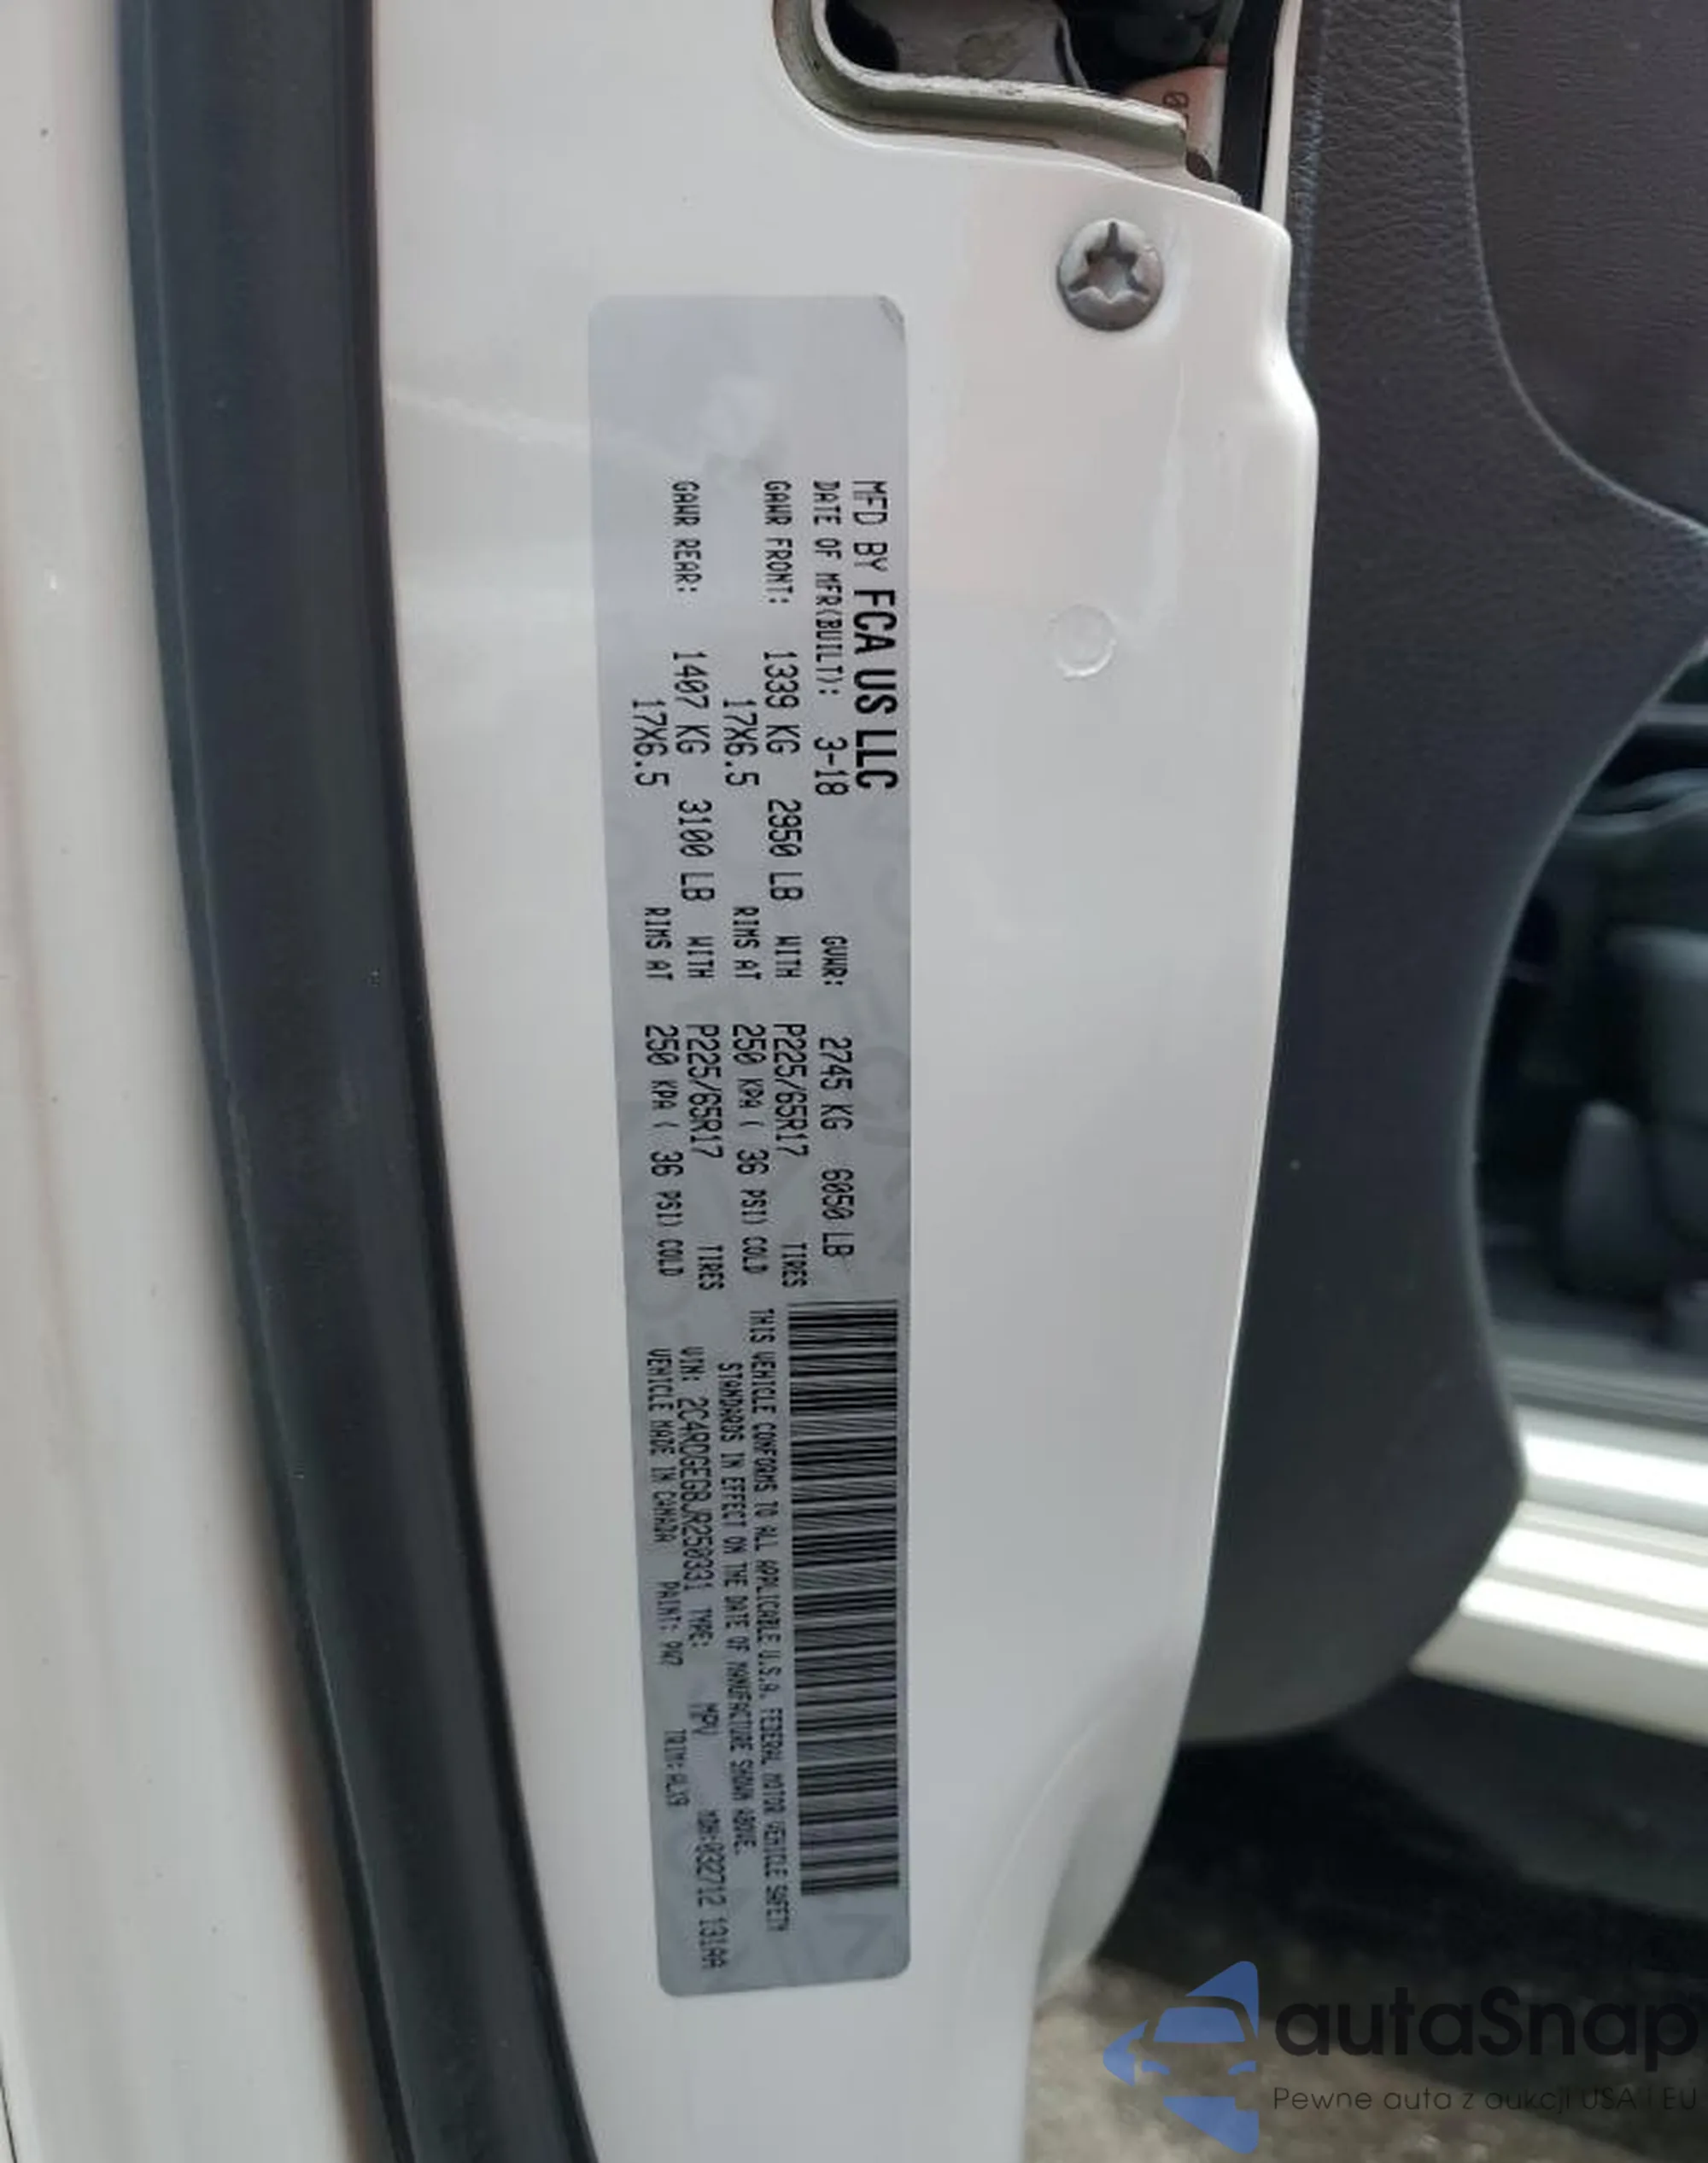 MFD BY FCA US LLC
DATE OF MFR(BUILT): 3-18 GVWR: 2745 KG 6050 LB
GAWR FRONT: 1339 KG 2950 LB WITH P225/65R17 TIRES
17X6.5 RIMS AT 250 KPA ( 36 PSI) COLD
GAWR REAR: 1407 KG 3100 LB WITH P225/65R17 TIRES
17X6.5 RIMS AT 250 KPA ( 36 PSI) COLD
THIS VEHICLE CONFORMS TO ALL APPLICABLE U.S.A. FEDERAL MOTOR VEHICLE SAFETY
STANDARDS IN EFFECT ON THE DATE OF MANUFACTURE SHOWN ABOVE.
VIN: 2C4RDGEGBJR250331 TYPE: MPV MDH:032712 131AA
VEHICLE MADE IN CANADA PAINT: PW7 TRIM:
autaSnap
Pewne auta z aukcji USA i EU